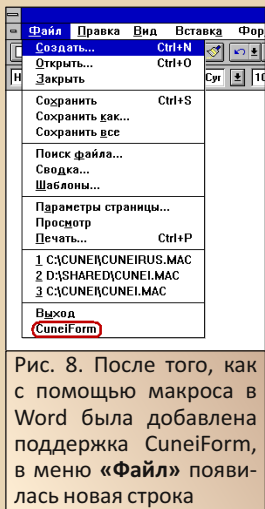 Файл Правка Вид Вставка Фор
Создать... Ctrl+N
Открыть... Ctrl+O
Закрыть
Н Cyr 10
Сохранить Ctrl+S
Сохранить как...
Сохранить все
Поиск файла...
Сводка...
Шаблоны...
Параметры страницы...
Просмотр
Печать... Ctrl+P
1 C:\CUNEI\CUNEIRUS.MAC
2 D:\SHARED\CUNEI.MAC
3 C:\CUNEI\CUNEI.MAC
Выход
CuneiForm
Рис. 8. После того, как
с помощью макроса в
Word была добавлена
поддержка CuneiForm,
в меню «Файл» появи-
лась новая строка